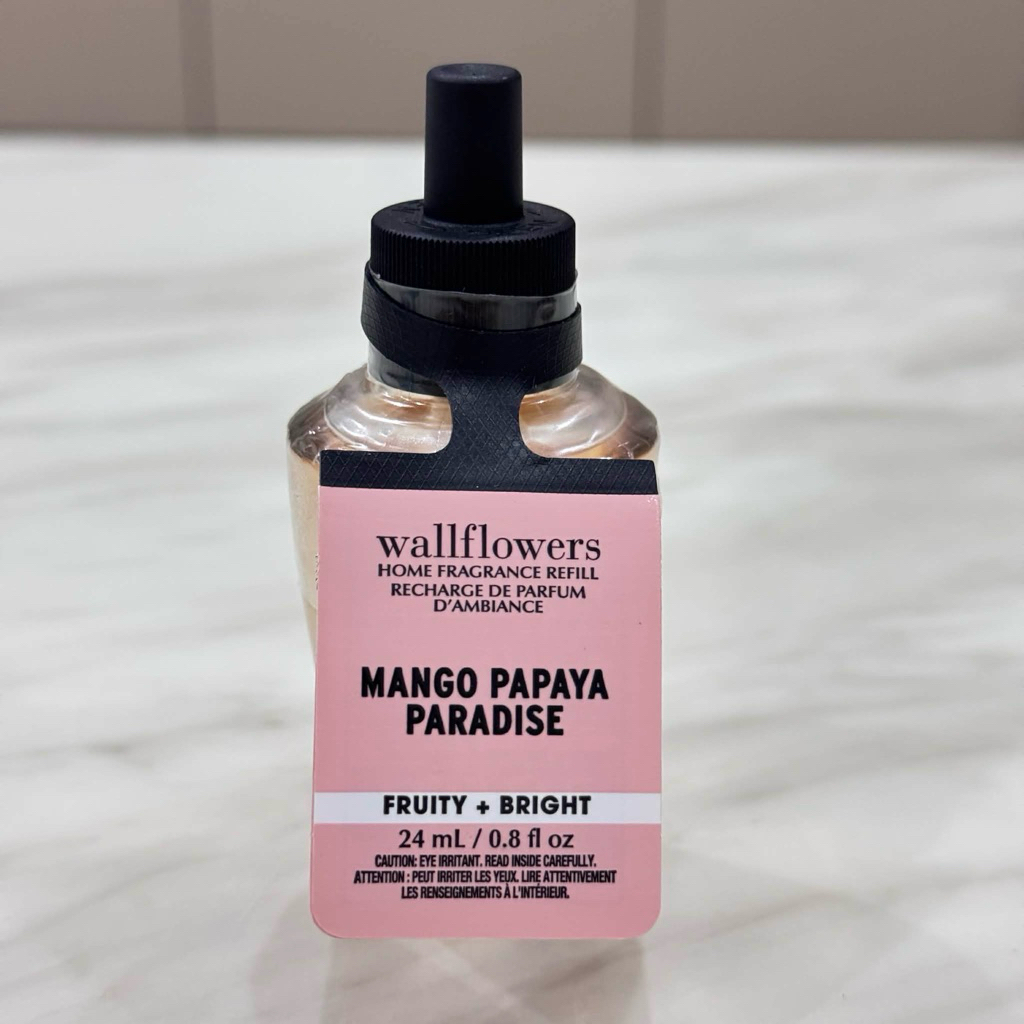 wallflowers
HOME FRAGRANCE REFILL
RECHARGE DE PARFUM
D'AMBIANCE
MANGO PAPAYA
PARADISE
FRUITY + BRIGHT
24 mL / 0.8 fl oz
CAUTION: EYE IRRITANT. READ INSIDE CAREFULLY.
ATTENTION : PEUT IRRITER LES YEUX. LIRE ATTENTIVEMENT
LES RENSEIGNEMENTS À L'INTÉRIEUR.